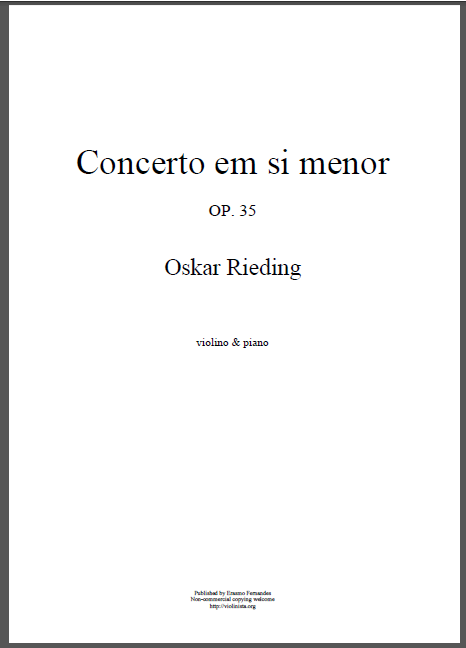 Concerto em si menor
OP. 35
Oskar Rieding
violino & piano
Published by Erasmo Fernandes
Non-commercial copying welcome
http://violinista.org